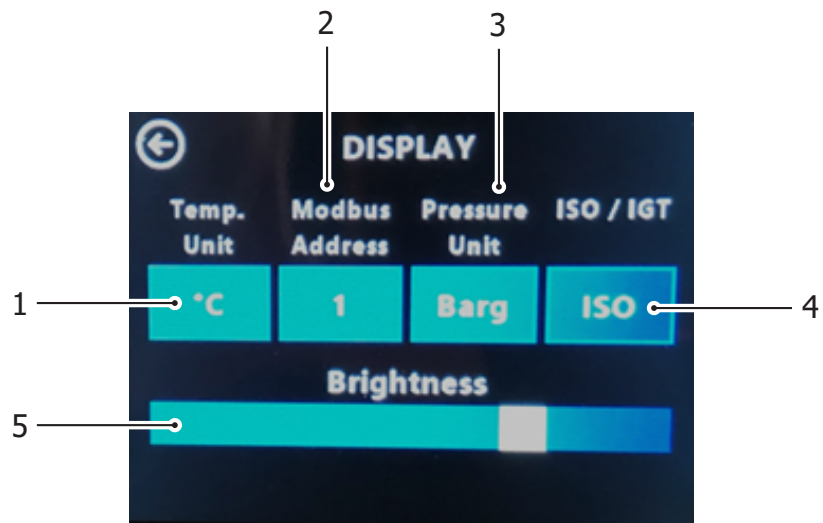 2
3
DISPLAY
Temp. Unit
Modbus Address
Pressure Unit
ISO / IGT
1
°C
1
Barg
ISO
4
Brightness
5